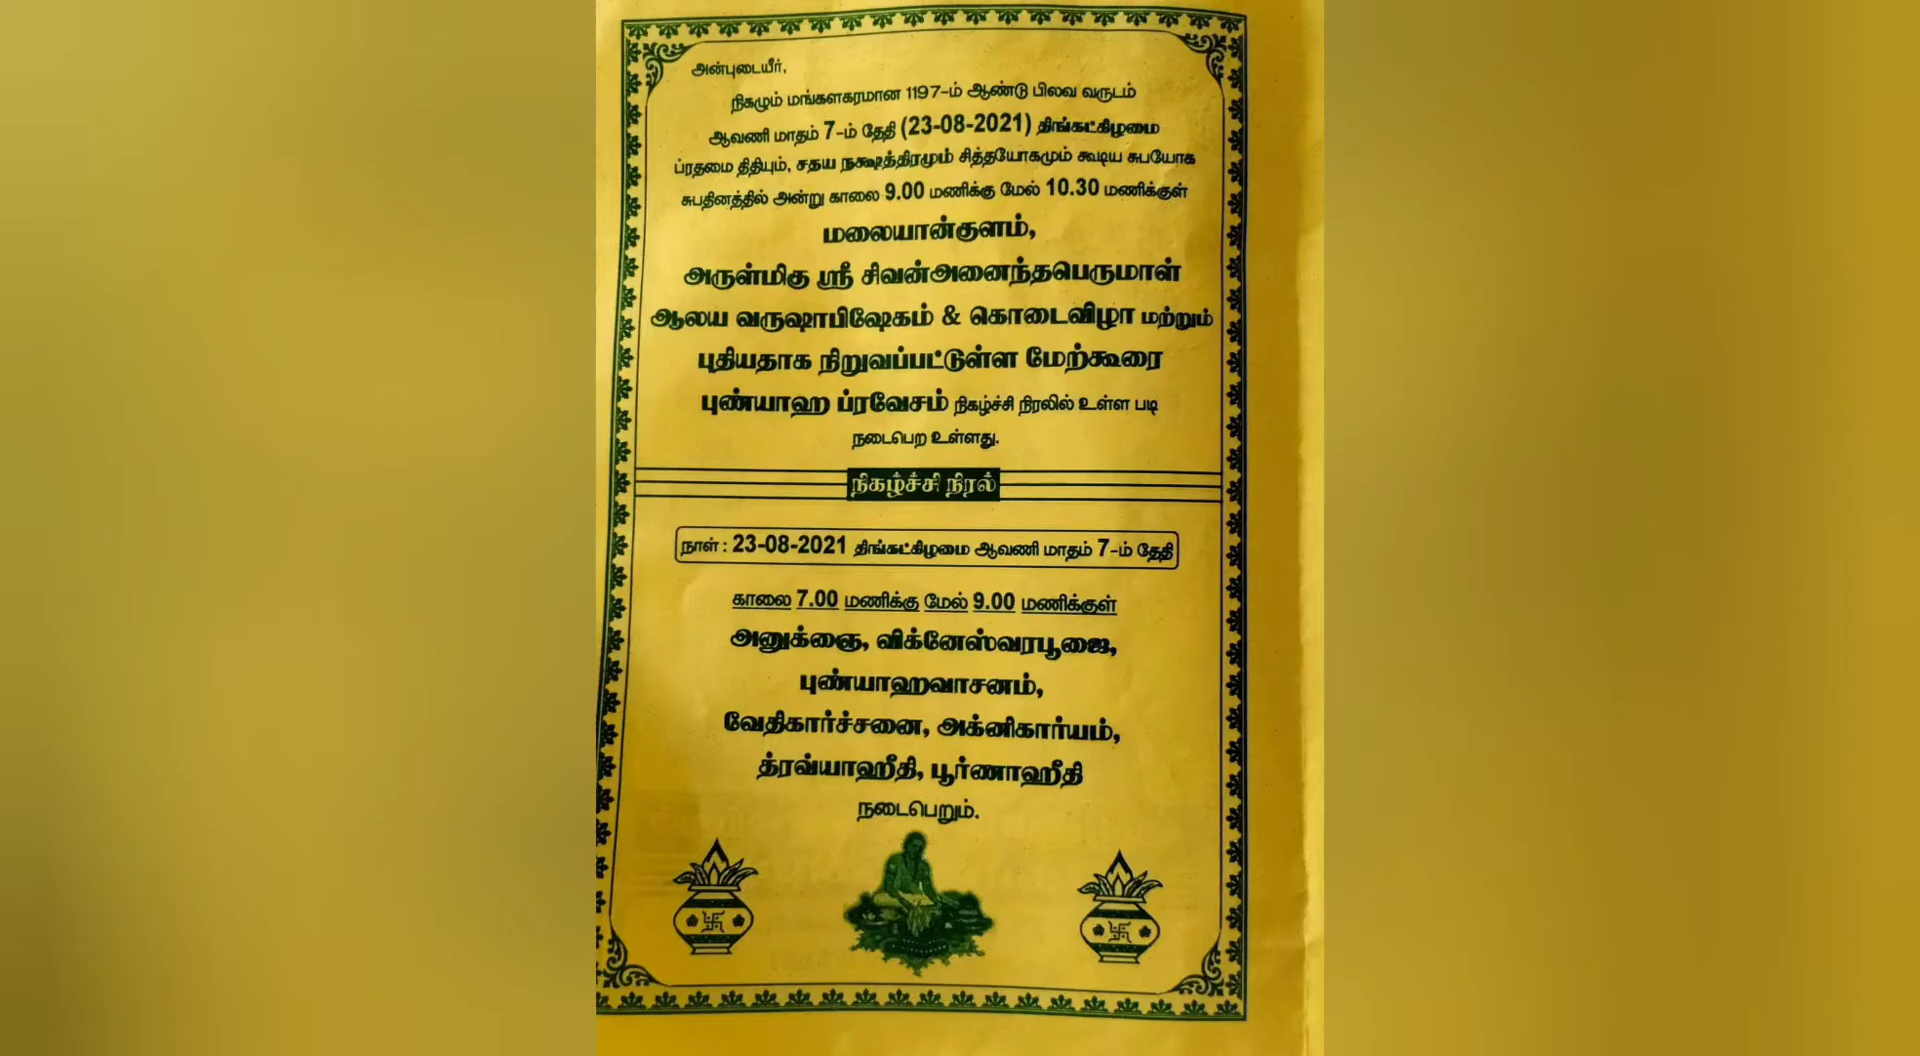 அன்புடையீர்,
நிகழும் மங்களகரமான 1197-ம் ஆண்டு பிலவ வருடம்
ஆவணி மாதம் 7-ம் தேதி (23-08-2021) திங்கட்கிழமை
ப்ரதமை திதியும், சதய நக்ஷத்திரமும் சித்தயோகமும் கூடிய சுபயோக
சுபதினத்தில் அன்று காலை 9.00 மணிக்கு மேல் 10.30 மணிக்குள்
மலையான்குளம்,
அருள்மிகு ஸ்ரீ சிவன்அனைந்தபெருமாள்
ஆலய வருஷாபிஷேகம் & கொடைவிழா மற்றும்
புதியதாக நிறுவப்பட்டுள்ள மேற்கூரை
புண்யாஹ ப்ரவேசம் நிகழ்ச்சி நிரலில் உள்ள படி
நடைபெற உள்ளது.
நிகழ்ச்சி நிரல்
நாள் : 23-08-2021 திங்கட்கிழமை ஆவணி மாதம் 7-ம் தேதி
காலை 7.00 மணிக்கு மேல் 9.00 மணிக்குள்
அனுக்ஞை, விக்னேஸ்வரபூஜை,
புண்யாஹவாசனம்,
வேதிகார்ச்சனை, அக்னிகார்யம்,
த்ரவ்யாஹீதி, பூர்ணாஹீதி
நடைபெறும்.